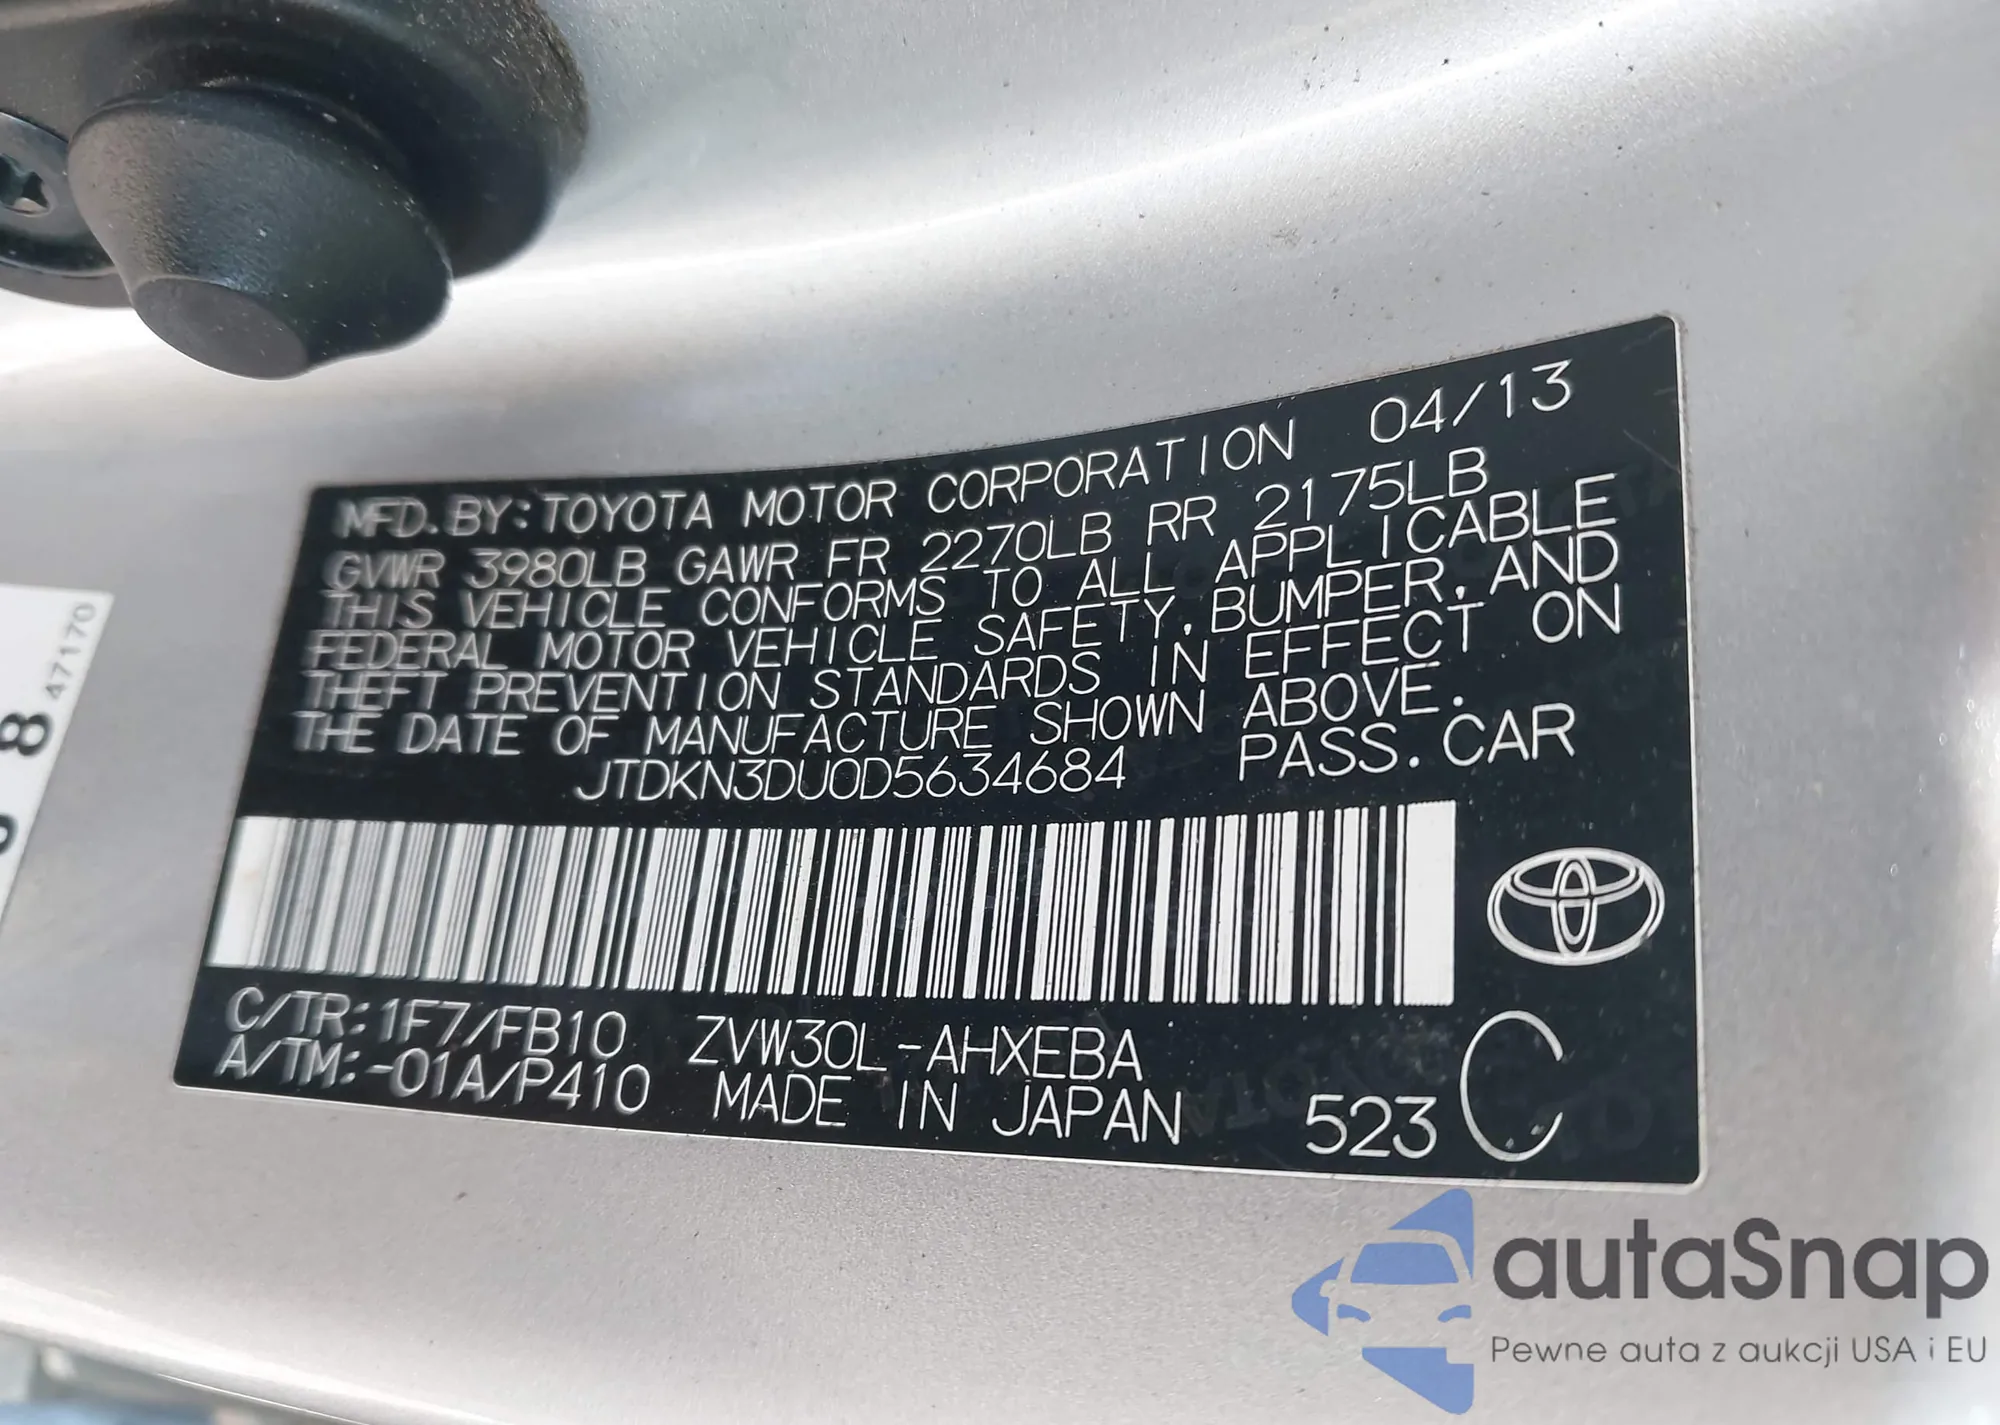 MFD. BY: TOYOTA MOTOR CORPORATION 04/13
GVWR 3980LB GAWR FR 2270LB RR 2175LB
THIS VEHICLE CONFORMS TO ALL APPLICABLE
FEDERAL MOTOR VEHICLE SAFETY, BUMPER, AND
THEFT PREVENTION STANDARDS IN EFFECT ON
THE DATE OF MANUFACTURE SHOWN ABOVE.
JTDKN3DU0D5634684 PASS. CAR
C/TR: 1F7/FB10 ZVW30L-AHXEBA
A/TM: -01A/P410 MADE IN JAPAN 523 C
8 47170
autaSnap
Pewne auta z aukcji USA i EU